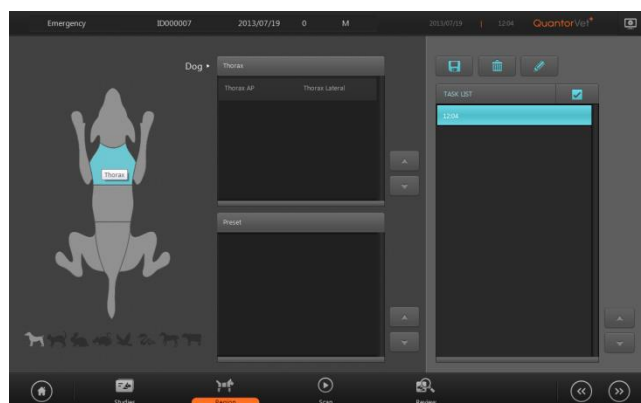 Emergency ID000007 2013/07/19 0 M 2013/07/19 | 12:04 QuantorVet+
Dog • Thorax
Thorax AP Thorax Lateral
Thorax
Preset
TASK LIST
12:04
Studies Region Scan Review